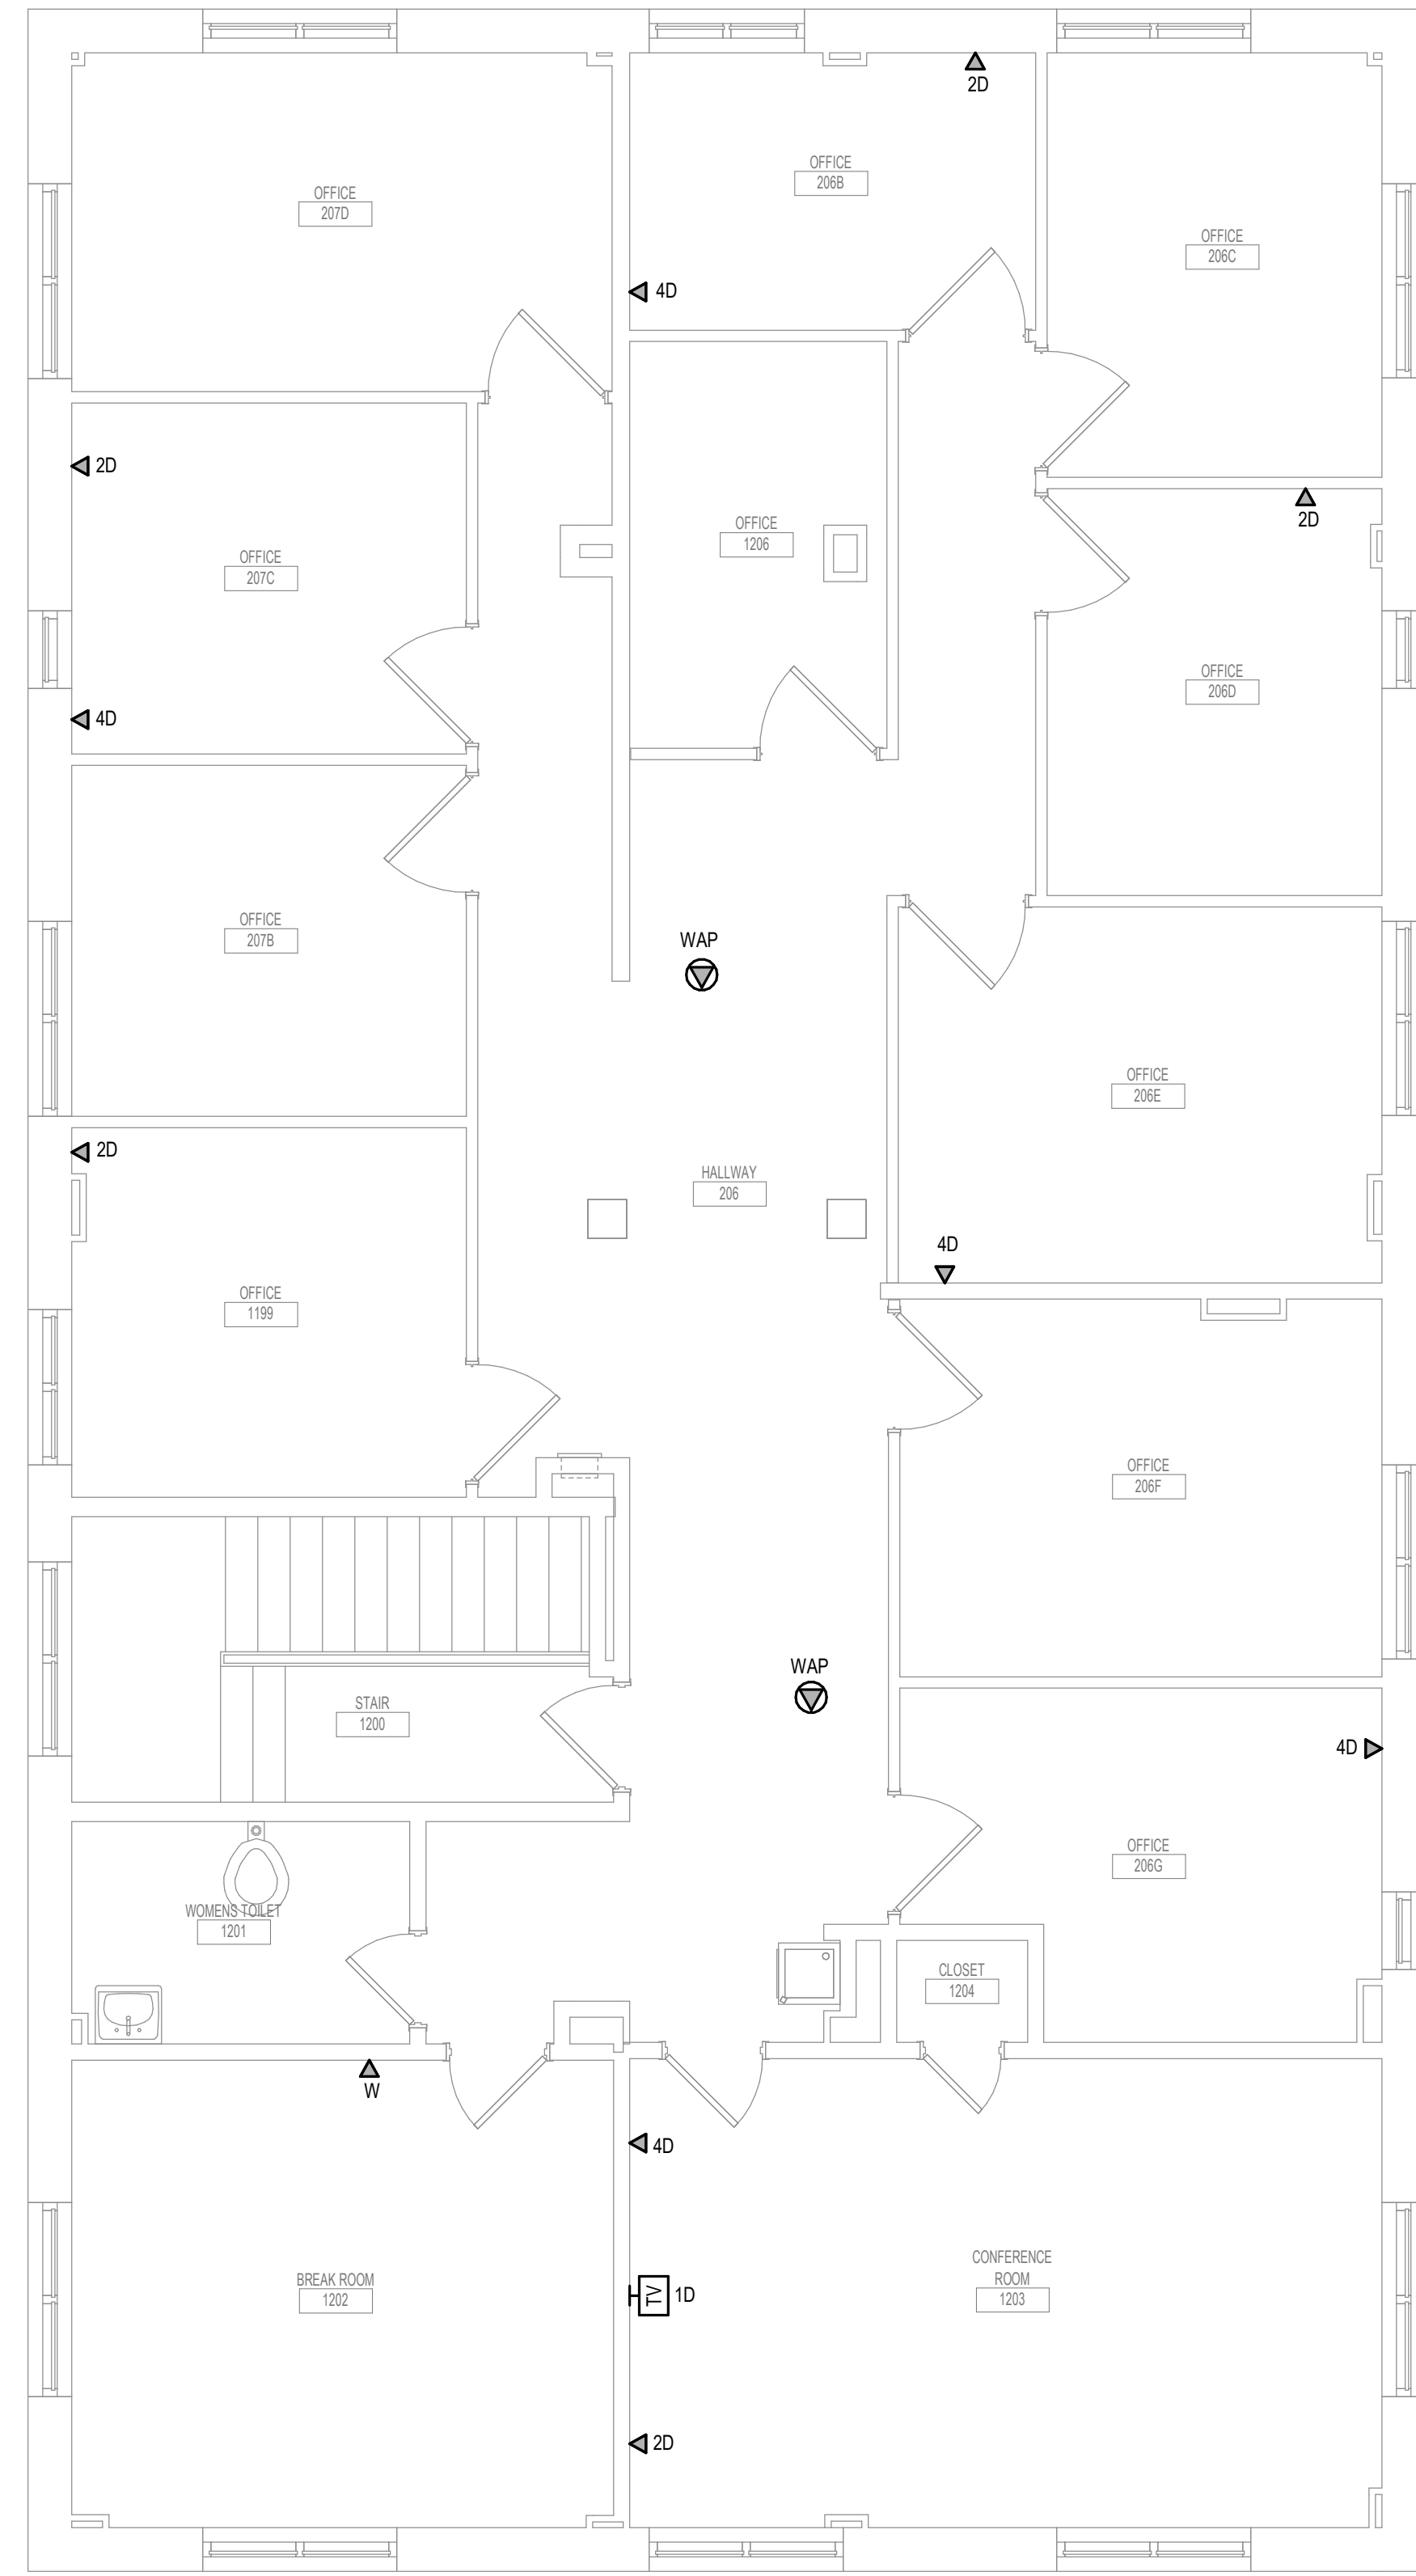 2D
OFFICE
206B
OFFICE
207D
OFFICE
206C
4D
2D
2D
OFFICE
1206
OFFICE
207C
OFFICE
206D
4D
OFFICE
207B
WAP
OFFICE
206E
2D
HALLWAY
206
4D
OFFICE
1199
OFFICE
206F
WAP
STAIR
1200
4D
OFFICE
206G
WOMENS TOILET
1201
CLOSET
1204
W
4D
CONFERENCE
ROOM
1203
BREAK ROOM
1202
TV
1D
2D